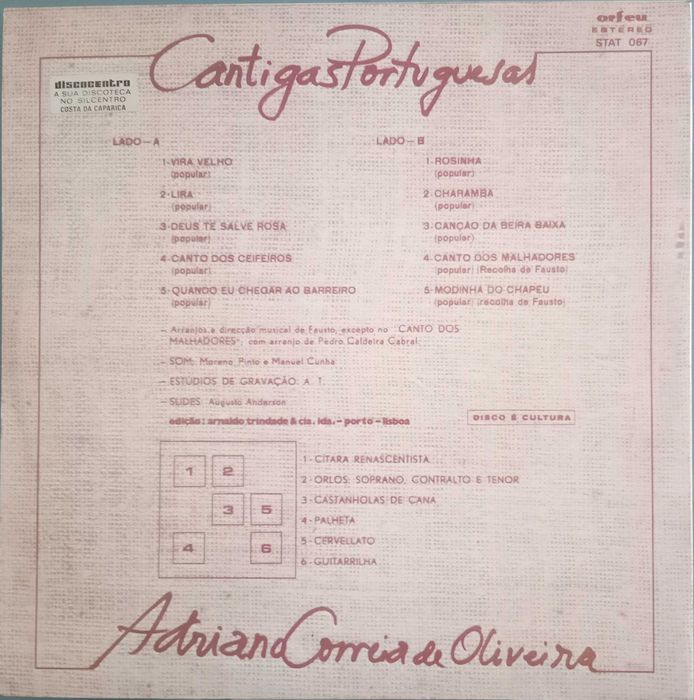 orfeu
ESTEREO
STAT 067
Cantigas Portuguesas
discocentro
A SUA DISCOTECA
NO SILCENTRO
COSTA DA CAPARICA
LADO - A
1-VIRA VELHO
(popular)
2-LIRA
(popular)
3-DEUS TE SALVE ROSA
(popular)
4-CANTO DOS CEIFEIROS
(popular)
5-QUANDO EU CHEGAR AO BARREIRO
(popular)
LADO - B
1-ROSINHA
(popular)
2-CHARAMBA
(popular)
3-CANÇÃO DA BEIRA BAIXA
(popular)
4-CANTO DOS MALHADORES
(popular) (Recolha de Fausto)
5-MODINHA DO CHAPEU
(popular) (recolha de Fausto)
- Arranjos e direcção musical de Fausto, excepto no "CANTO DOS
MALHADORES", com arranjo de Pedro Caldeira Cabral.
- SOM: Moreno Pinto e Manuel Cunha
- ESTÚDIOS DE GRAVAÇÃO: A. T.
- SLIDES: Augusto Anderson
edição: arnaldo trindade & cia. lda. - porto - lisboa
DISCO É CULTURA
1 2
3 5
4 6
1-CITARA RENASCENTISTA
2-ORLOS: SOPRANO, CONTRALTO E TENOR
3-CASTANHOLAS DE CANA
4-PALHETA
5-CERVELLATO
6-GUITARRILHA
Adriano Correia de Oliveira